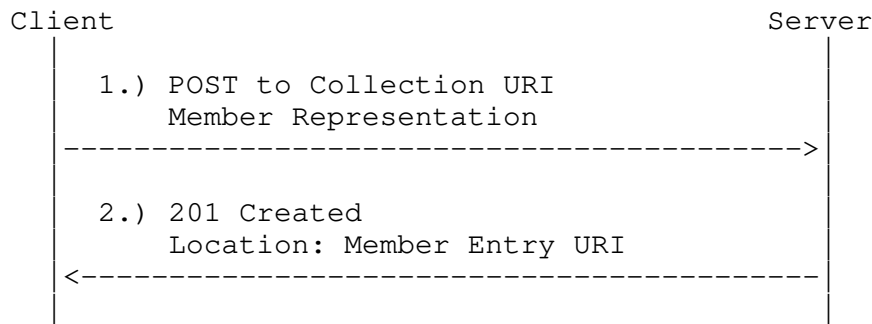 Client Server
1.) POST to Collection URI
Member Representation
2.) 201 Created
Location: Member Entry URI